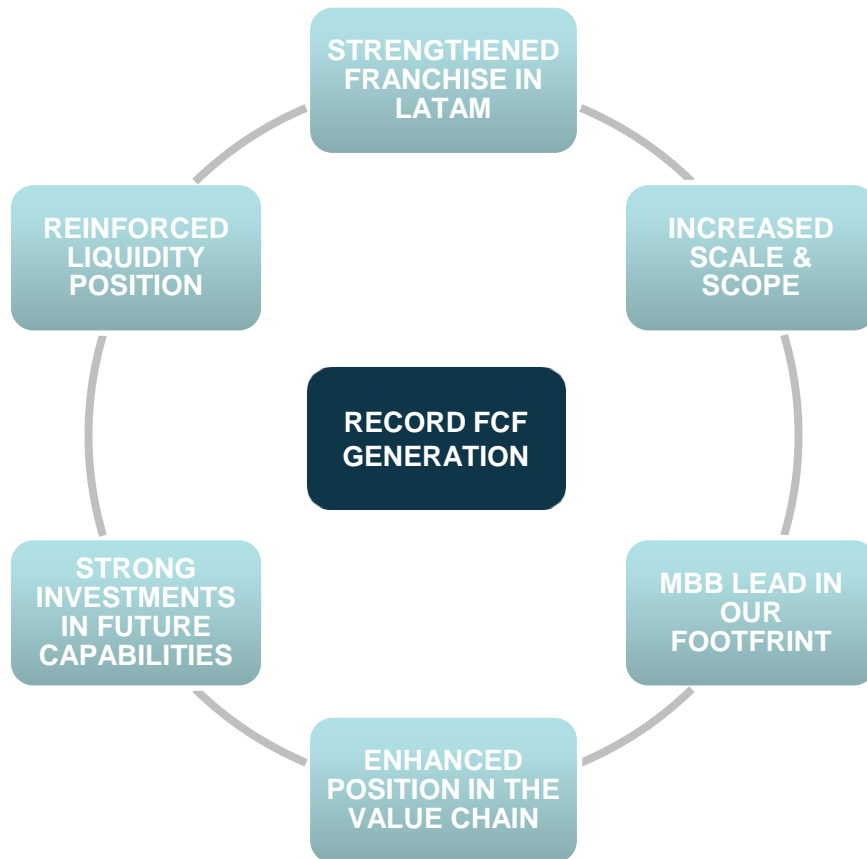 STRENGTHENED
FRANCHISE IN
LATAM
REINFORCED
LIQUIDITY
POSITION
INCREASED
SCALE &
SCOPE
RECORD FCF
GENERATION
STRONG
INVESTMENTS
IN FUTURE
CAPABILITIES
MBB LEAD IN
OUR
FOOTFRINT
ENHANCED
POSITION IN THE
VALUE CHAIN